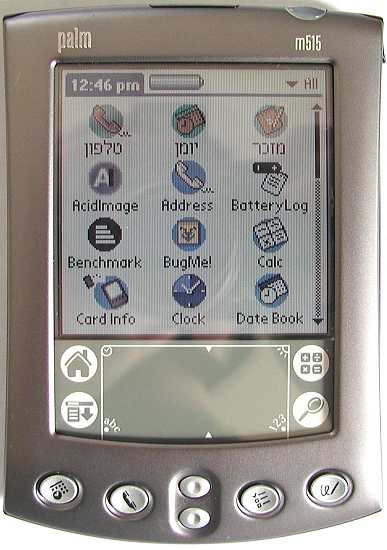 palm
m515
12:46 pm
All
טלפון
יומן
מזכר
AcidImage
Address
BatteryLog
Benchmark
BugMe!
Calc
Card Info
Clock
Date Book
abc
123